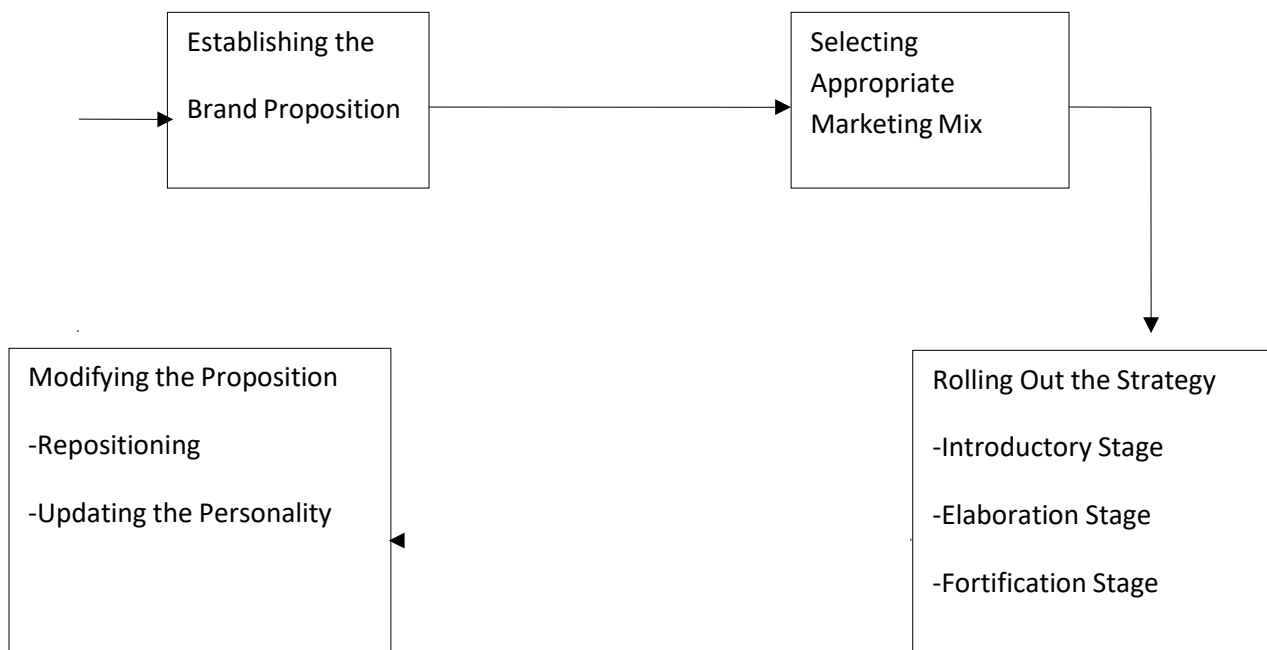 Establishing the
Brand Proposition
Selecting
Appropriate
Marketing Mix
Modifying the Proposition
-Repositioning
-Updating the Personality
Rolling Out the Strategy
-Introductory Stage
-Elaboration Stage
-Fortification Stage